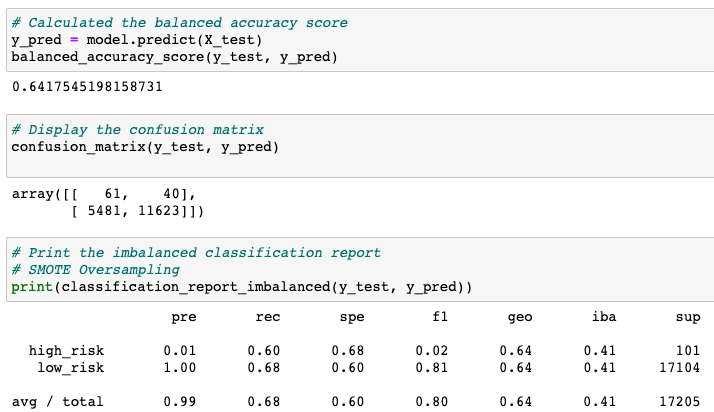 # Calculated the balanced accuracy score
y_pred = model.predict(X_test)
balanced_accuracy_score(y_test, y_pred)
0.6417545198158731
# Display the confusion matrix
confusion_matrix(y_test, y_pred)
array([[   61,    40],
       [ 5481, 11623]])
# Print the imbalanced classification report
# SMOTE Oversampling
print(classification_report_imbalanced(y_test, y_pred))
                   pre       rec       spe        f1       geo       iba       sup
  high_risk       0.01      0.60      0.68      0.02      0.64      0.41       101
   low_risk       1.00      0.68      0.60      0.81      0.64      0.41     17104
avg / total       0.99      0.68      0.60      0.80      0.64      0.41     17205